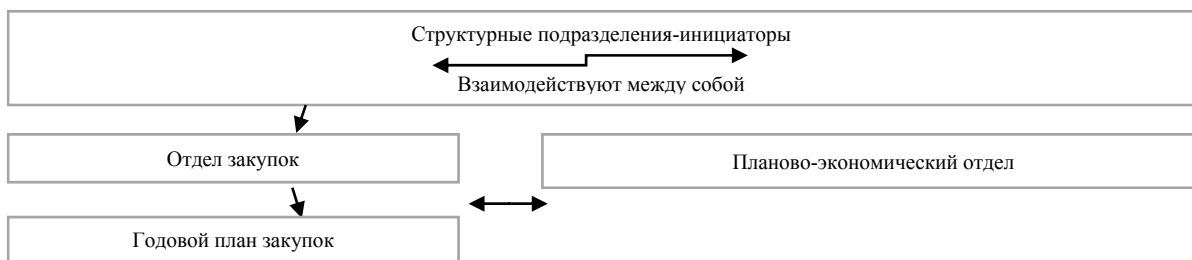 Структурные подразделения-инициаторы
Взаимодействуют между собой
Отдел закупок
Планово-экономический отдел
Годовой план закупок